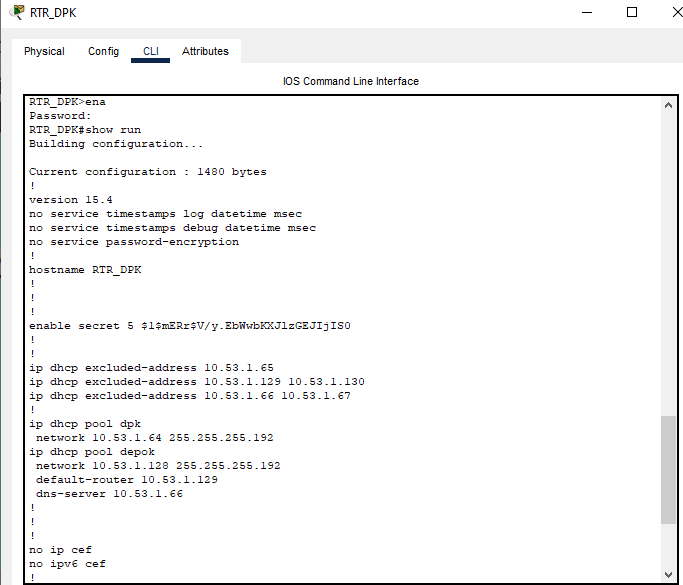 RTR_DPK
Physical Config CLI Attributes
IOS Command Line Interface
RTR_DPK>ena
Password:
RTR_DPK#show run
Building configuration...
Current configuration : 1480 bytes
!
version 15.4
no service timestamps log datetime msec
no service timestamps debug datetime msec
no service password-encryption
!
hostname RTR_DPK
!
!
!
enable secret 5 $1$mERr$V/y.EbWwbKXJlzGEJIjIS0
!
!
ip dhcp excluded-address 10.53.1.65
ip dhcp excluded-address 10.53.1.129 10.53.1.130
ip dhcp excluded-address 10.53.1.66 10.53.1.67
!
ip dhcp pool dpk
 network 10.53.1.64 255.255.255.192
ip dhcp pool depok
 network 10.53.1.128 255.255.255.192
 default-router 10.53.1.129
 dns-server 10.53.1.66
!
!
!
no ip cef
no ipv6 cef
!